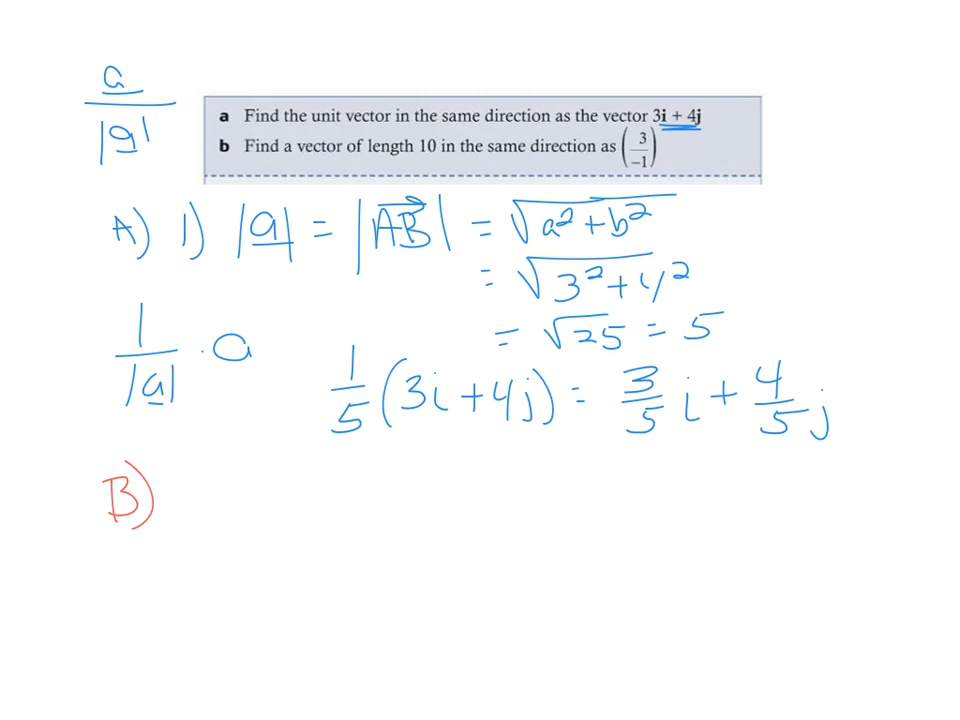 a
|a|
a Find the unit vector in the same direction as the vector 3i + 4j
b Find a vector of length 10 in the same direction as (3 -1)
A) 1) |a| = |AB| = √a² + b²
= √3² + 4²
= √25 = 5
1/|a| · a
1/5 (3i + 4j) = 3/5 i + 4/5 j
B)